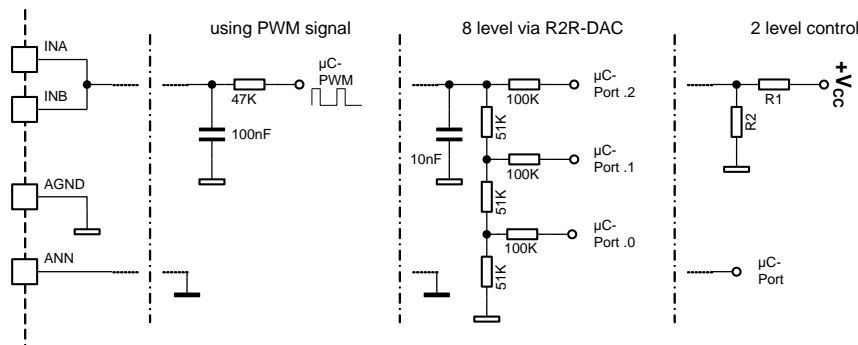 using PWM signal
8 level via R2R-DAC
2 level control
INA
INB
AGND
ANN
µC-
PWM
47K
100nF
100K
µC-
Port .2
51K
10nF
100K
µC-
Port .1
51K
100K
µC-
Port .0
51K
R1
+VCC
R2
µC-
Port